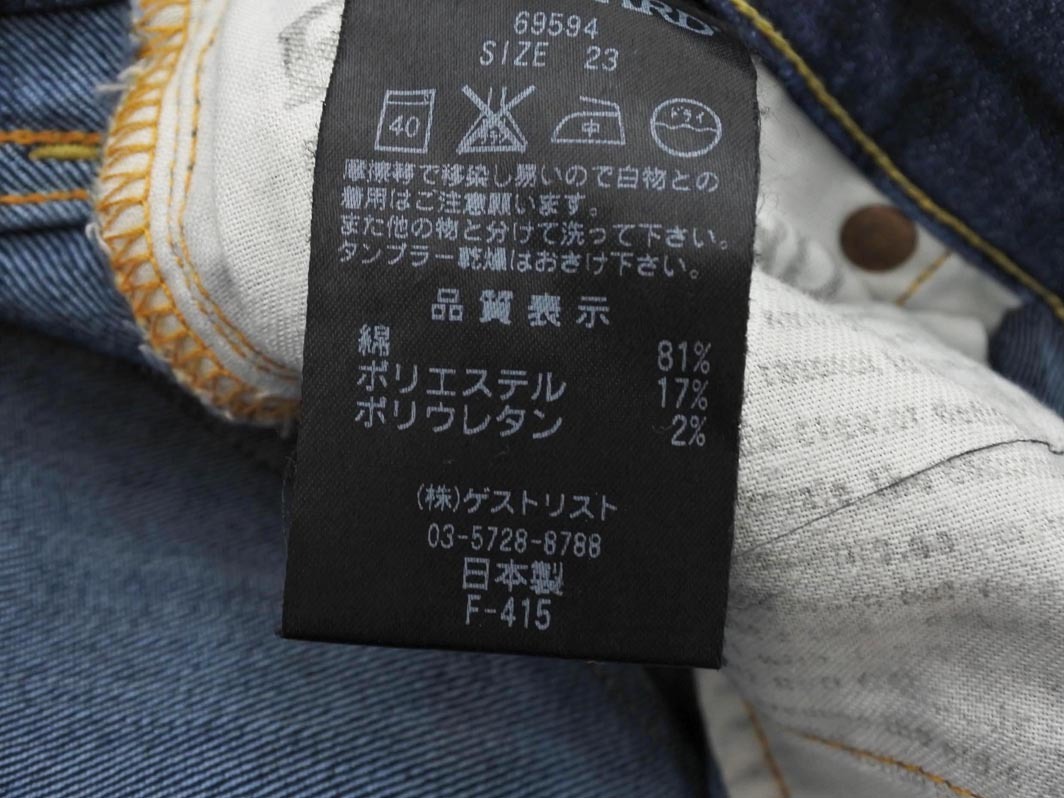 69594
SIZE 23
40
中
ドライ
摩擦等で移染し易いので白物との
着用はご注意願います。
また他の物と分けて洗って下さい。
タンブラー乾燥はおさけ下さい。
品質表示
綿 81%
ポリエステル 17%
ポリウレタン 2%
(株)ゲストリスト
03-5728-8788
日本製
F-415